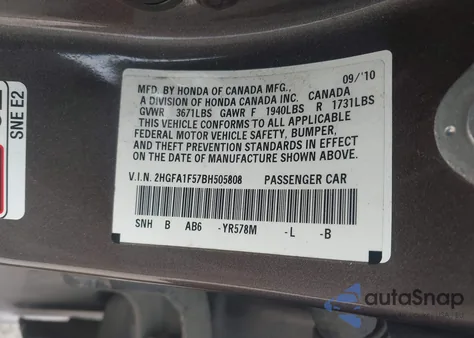 SNE E2
09/'10
MFD. BY HONDA OF CANADA MFG.,
A DIVISION OF HONDA CANADA INC. CANADA
GVWR 3671LBS GAWR F 1940LBS R 1731LBS
THIS VEHICLE CONFORMS TO ALL APPLICABLE
FEDERAL MOTOR VEHICLE SAFETY, BUMPER,
AND THEFT PREVENTION STANDARDS IN EFFECT ON THE
DATE OF MANUFACTURE SHOWN ABOVE.
V.I.N. 2HGFA1F57BH505808 PASSENGER CAR
SNH B AB6 -YR578M -L -B
autoSnap